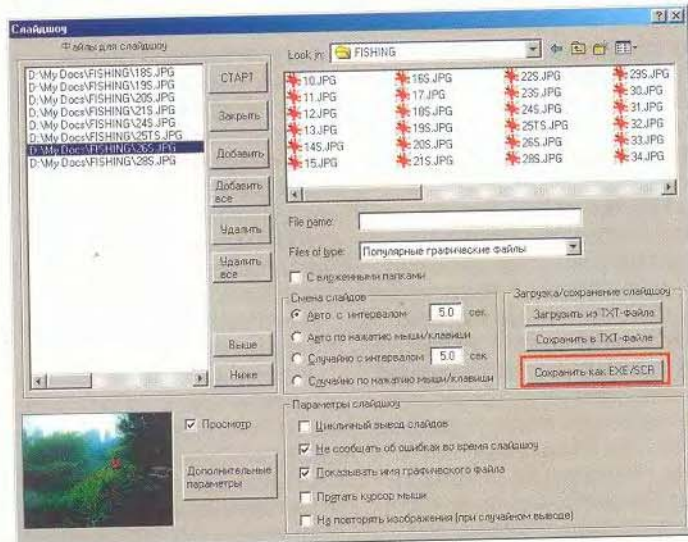 Слайдшоу
Файлы для слайдшоу
D:\My Docs\FISHING\18S.JPG
D:\My Docs\FISHING\19S.JPG
D:\My Docs\FISHING\20S.JPG
D:\My Docs\FISHING\21S.JPG
D:\My Docs\FISHING\24S.JPG
D:\My Docs\FISHING\25TS.JPG
D:\My Docs\FISHING\26S.JPG
D:\My Docs\FISHING\28S.JPG
СТАРТ
Закрыть
Добавить
Добавить
все
Удалить
Удалить
все
Выше
Ниже
Look in: FISHING
10.JPG
11.JPG
12.JPG
13.JPG
14S.JPG
15.JPG
16S.JPG
17.JPG
18S.JPG
19S.JPG
20S.JPG
21S.JPG
22S.JPG
23S.JPG
24S.JPG
25TS.JPG
26S.JPG
28S.JPG
29S.JPG
30.JPG
31.JPG
32.JPG
33.JPG
34.JPG
File name:
Files of type: Популярные графические файлы
С вложенными папками
Смена слайдов
Авто. с интервалом 5.0 сек.
Авто по нажатию мыши/клавиши
Случайно с интервалом 5.0 сек
Случайно по нажатию мыши/клавиши
Загрузка/сохранение слайдшоу
Загрузить из TXT-файла
Сохранить в TXT-файле
Сохранить как EXE/SCR
Просмотр
Дополнительные
параметры
Параметры слайдшоу
Цикличный вывод слайдов
Не сообщать об ошибках во время слайдшоу
Показывать имя графического файла
Прятать курсор мыши
Не повторять изображения (при случайном выводе)